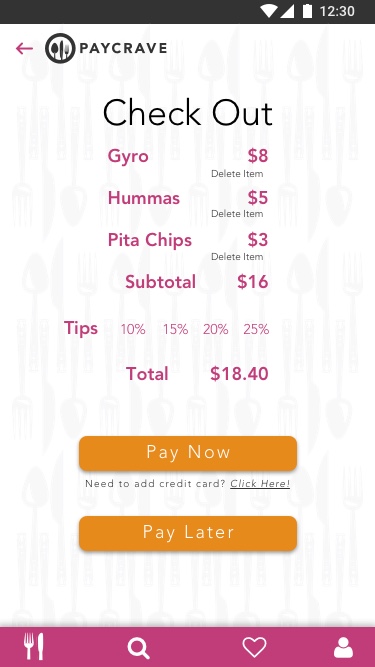 12:30
PAYCRAVE
Check Out
Gyro $8
Delete Item
Hummas $5
Delete Item
Pita Chips $3
Delete Item
Subtotal $16
Tips 10% 15% 20% 25%
Total $18.40
Pay Now
Need to add credit card? Click Here!
Pay Later